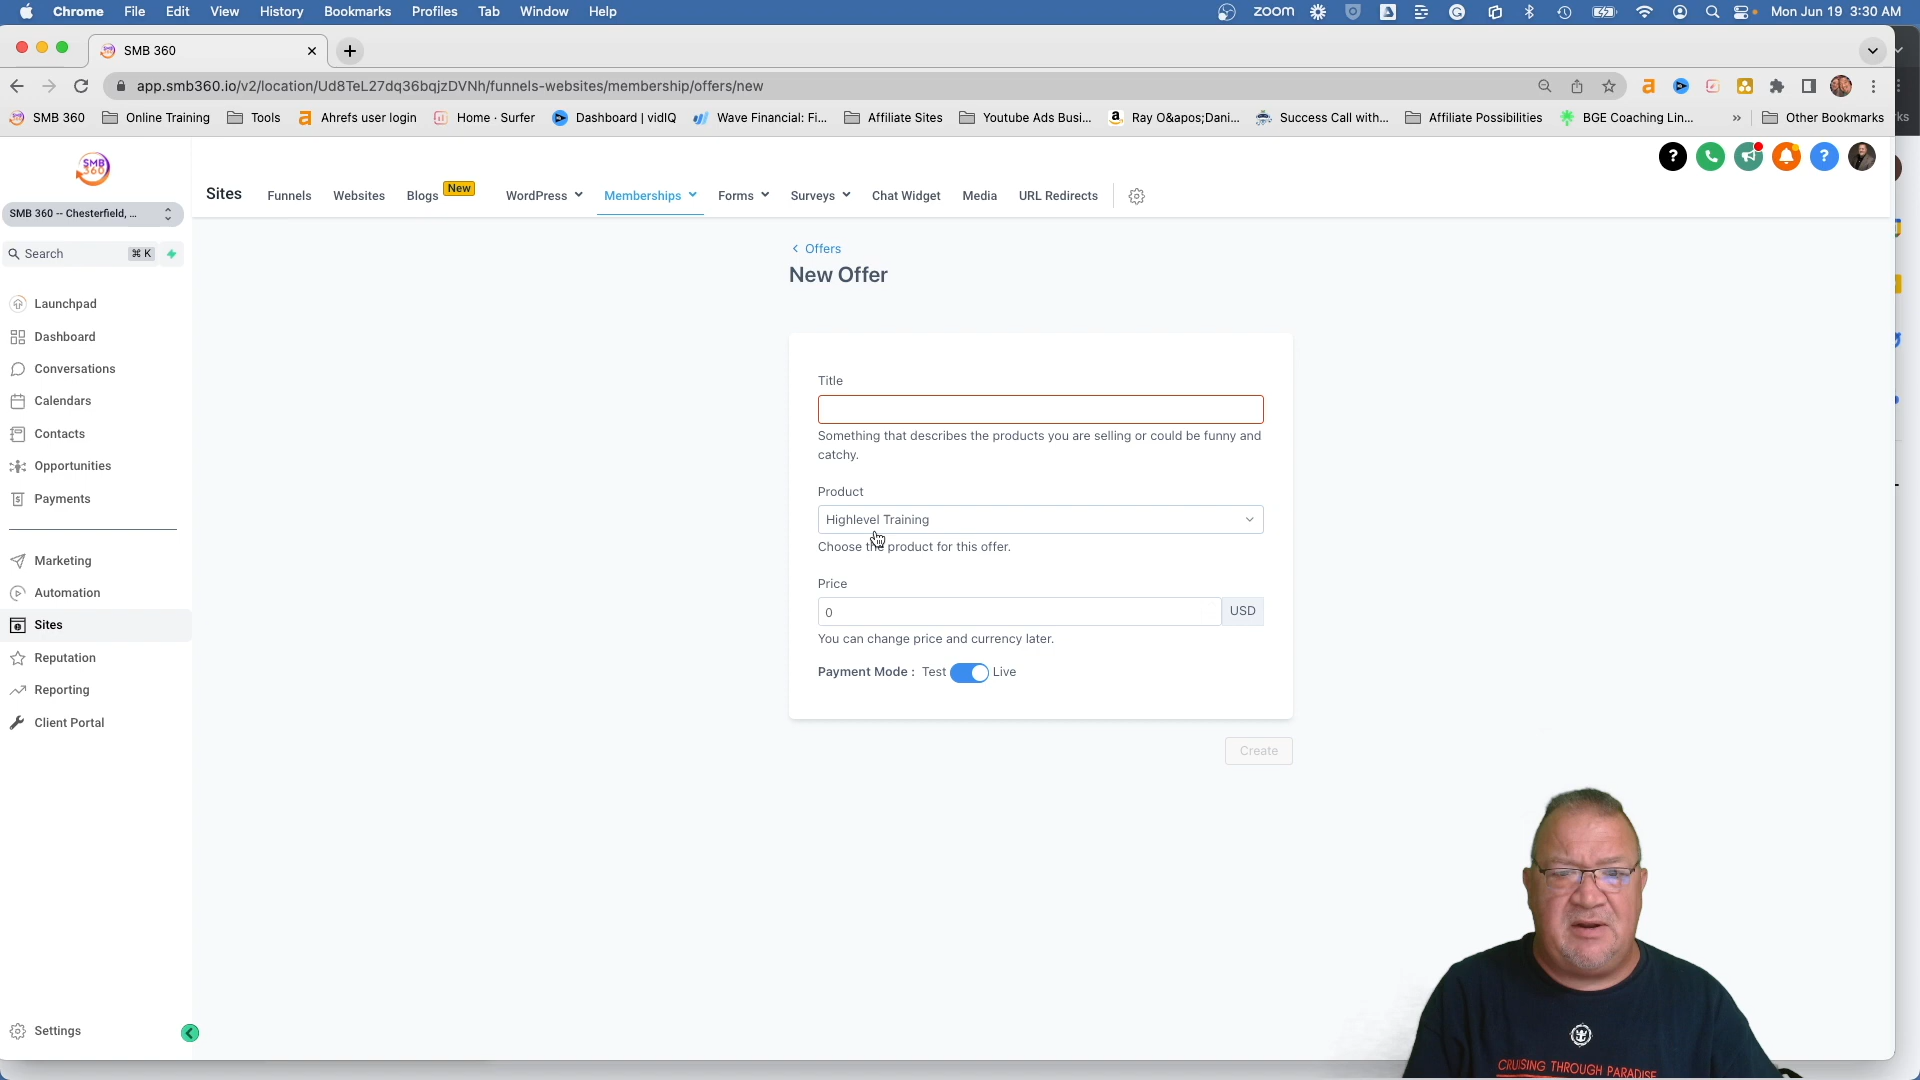 Chrome File Edit View History Bookmarks Profiles Tab Window Help zoom Mon Jun 19 3:30 AM
SMB 360
app.smb360.io/v2/location/Ud8TeL27dq36bqjzDVNh/funnels-websites/membership/offers/new
SMB 360 Online Training Tools Ahrefs user login Home · Surfer Dashboard | vidIQ Wave Financial: Fi... Affiliate Sites Youtube Ads Busi... Ray O&apos;Dani... Success Call with... Affiliate Possibilities BGE Coaching Lin... » Other Bookmarks
SMB
360
Sites Funnels Websites Blogs New WordPress Memberships Forms Surveys Chat Widget Media URL Redirects
SMB 360 -- Chesterfield, ...
Search ⌘ K
Launchpad
Dashboard
Conversations
Calendars
Contacts
Opportunities
Payments
Marketing
Automation
Sites
Reputation
Reporting
Client Portal
Settings
< Offers
New Offer
Title
Something that describes the products you are selling or could be funny and
catchy.
Product
Highlevel Training
Choose the product for this offer.
Price
0 USD
You can change price and currency later.
Payment Mode : Test Live
Create
CRUISING THROUGH PARADISE